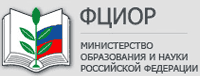 ФЦИОР
МИНИСТЕРСТВО
ОБРАЗОВАНИЯ И НАУКИ
РОССИЙСКОЙ ФЕДЕРАЦИИ